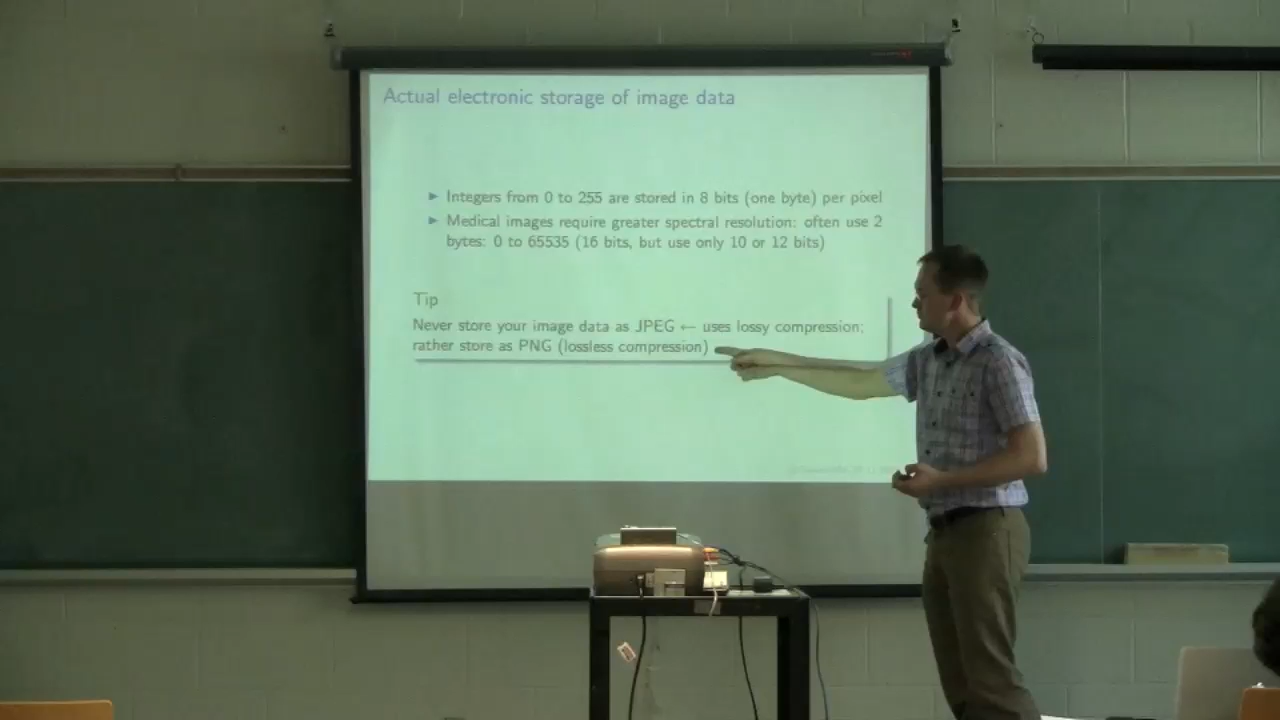 Actual electronic storage of image data
► Integers from 0 to 255 are stored in 8 bits (one byte) per pixel
► Medical images require greater spectral resolution: often use 2
bytes: 0 to 65535 (16 bits, but use only 10 or 12 bits)
Tip
Never store your image data as JPEG ← uses lossy compression;
rather store as PNG (lossless compression)